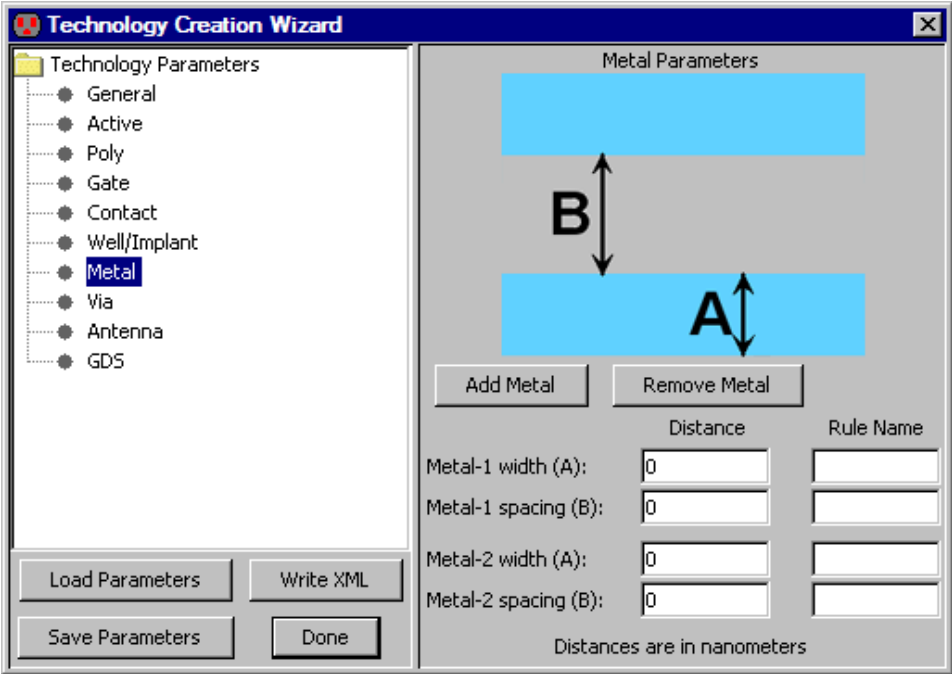 Technology Creation Wizard
Technology Parameters
General
Active
Poly
Gate
Contact
Well/Implant
Metal
Via
Antenna
GDS
Load Parameters
Write XML
Save Parameters
Done
Metal Parameters
B
A
Add Metal
Remove Metal
Distance Rule Name
Metal-1 width (A): 0
Metal-1 spacing (B): 0
Metal-2 width (A): 0
Metal-2 spacing (B): 0
Distances are in nanometers